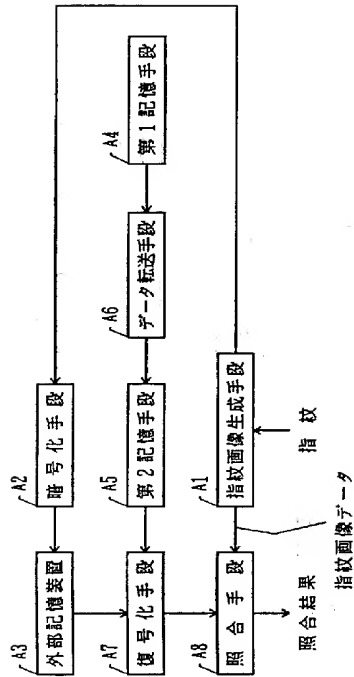 A3
外部記憶装置
A2
暗号化手段
A7
復号化手段
A5
第2記憶手段
A6
データ転送手段
A4
第1記憶手段
A8
照合手段
A1
指紋画像生成手段
照合結果
指紋画像データ
指紋